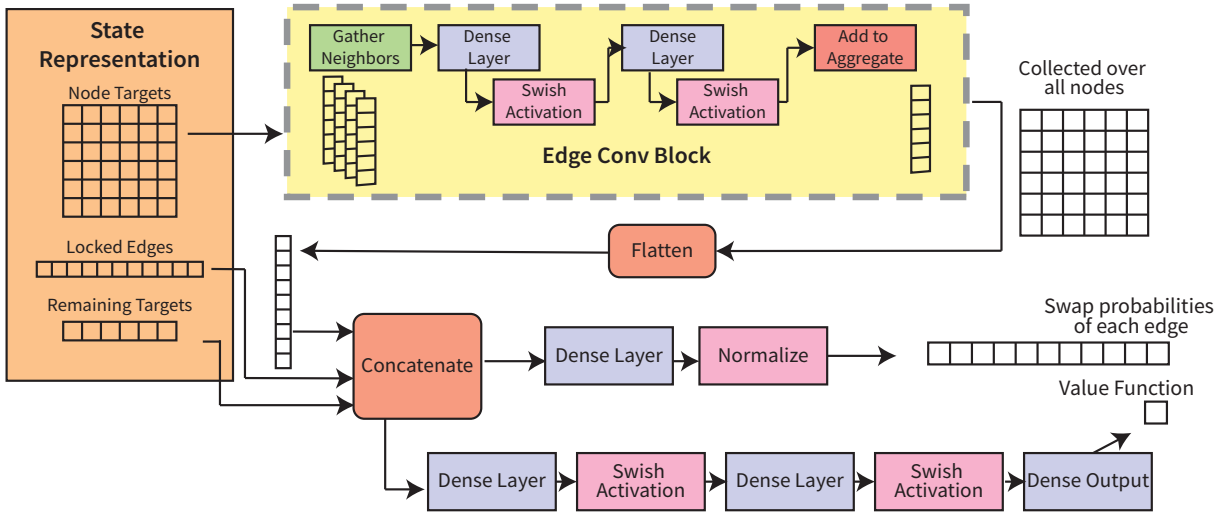 State
Representation
Node Targets
Locked Edges
Remaining Targets
Gather
Neighbors
Dense
Layer
Swish
Activation
Dense
Layer
Swish
Activation
Add to
Aggregate
Edge Conv Block
Collected over
all nodes
Flatten
Concatenate
Dense Layer
Normalize
Swap probabilities
of each edge
Value Function
Dense Layer
Swish
Activation
Dense Layer
Swish
Activation
Dense Output